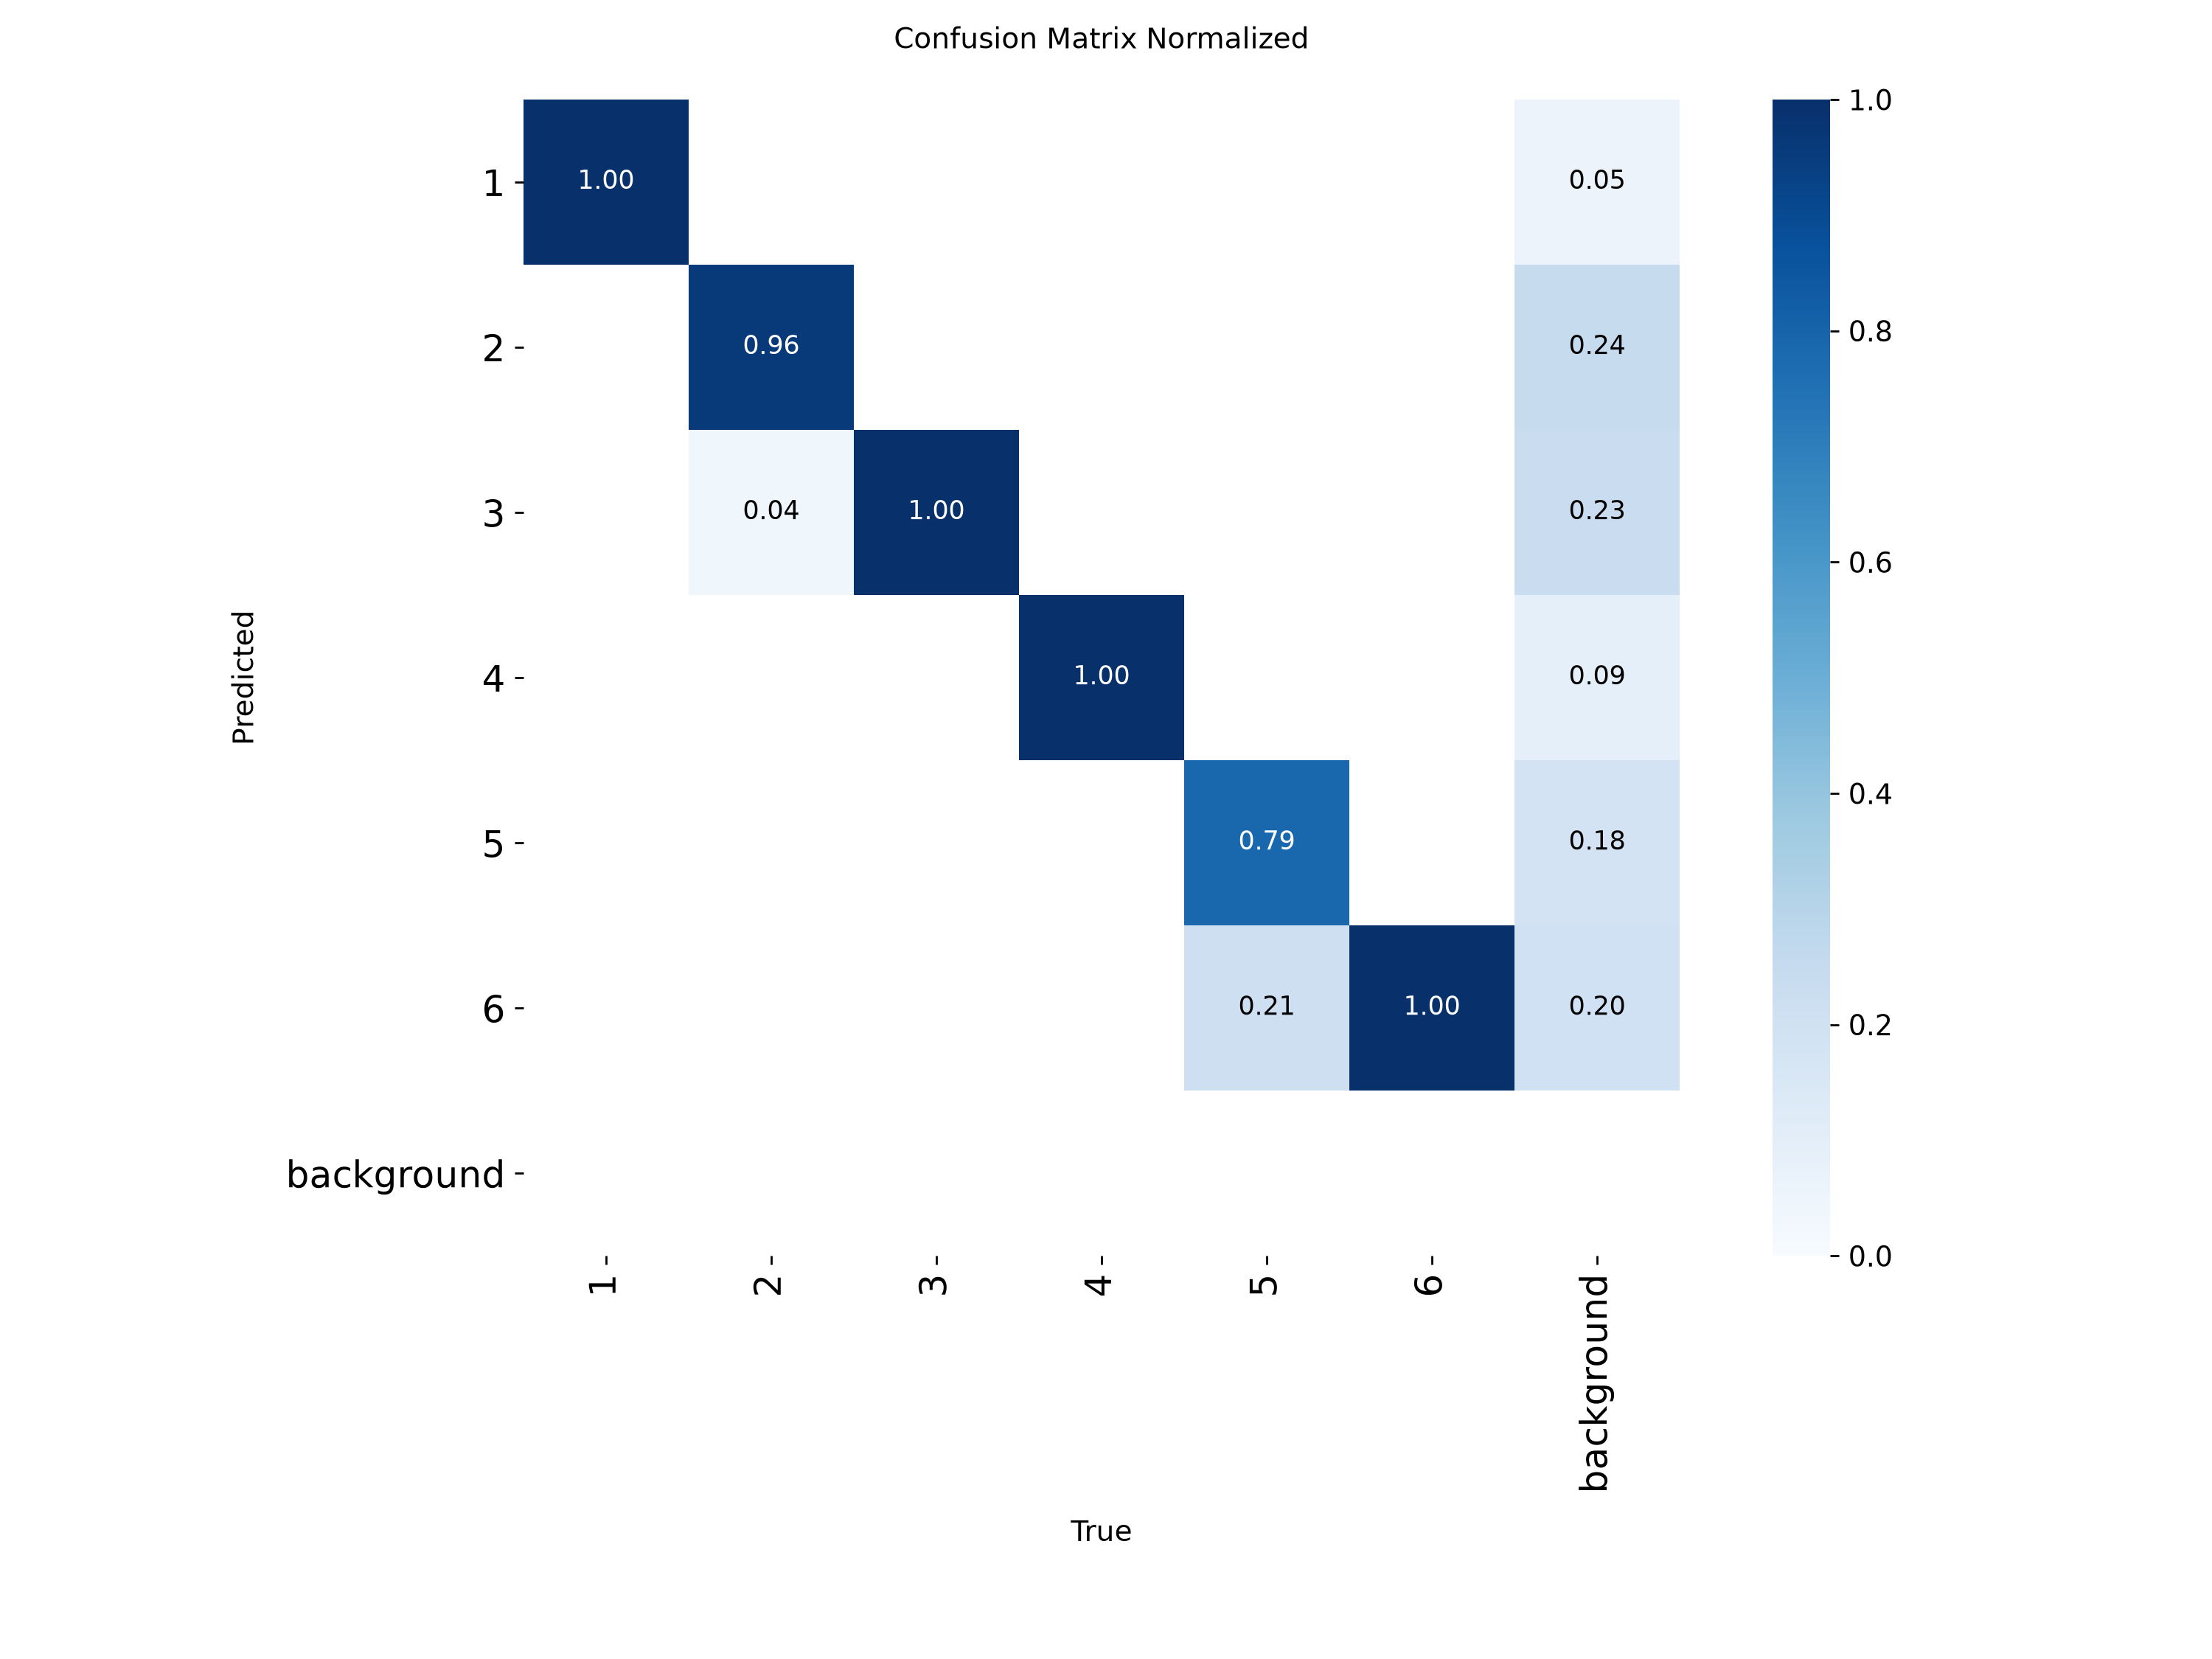 Confusion Matrix Normalized
1 1.00 0.05
2 0.96 0.24
3 0.04 1.00 0.23
4 1.00 0.09
5 0.79 0.18
6 0.21 1.00 0.20
background
1 2 3 4 5 6 background
Predicted
True
1.0
0.8
0.6
0.4
0.2
0.0